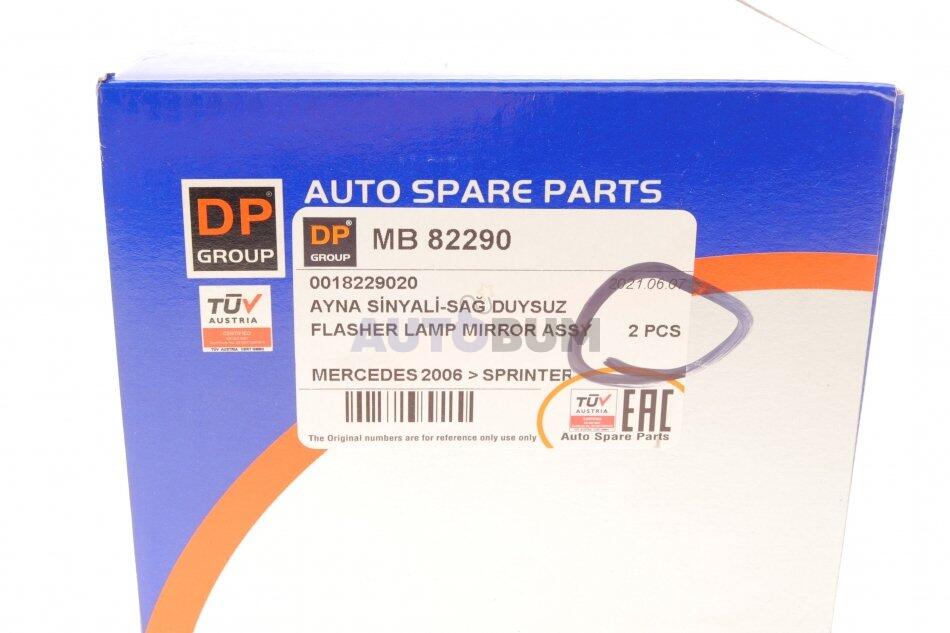 AUTO SPARE PARTS
DP
GROUP
DP
GROUP
MB 82290
0018229020
2021.06.07
AYNA SİNYALİ-SAĞ DUYSUZ
FLASHER LAMP MIRROR ASSY
2 PCS
AUTOBUM
MERCEDES 2006 > SPRINTER
TÜV
AUSTRIA
CERTIFIED
TÜV
AUSTRIA
EAC
Auto Spare Parts
The Original numbers are for reference only use only